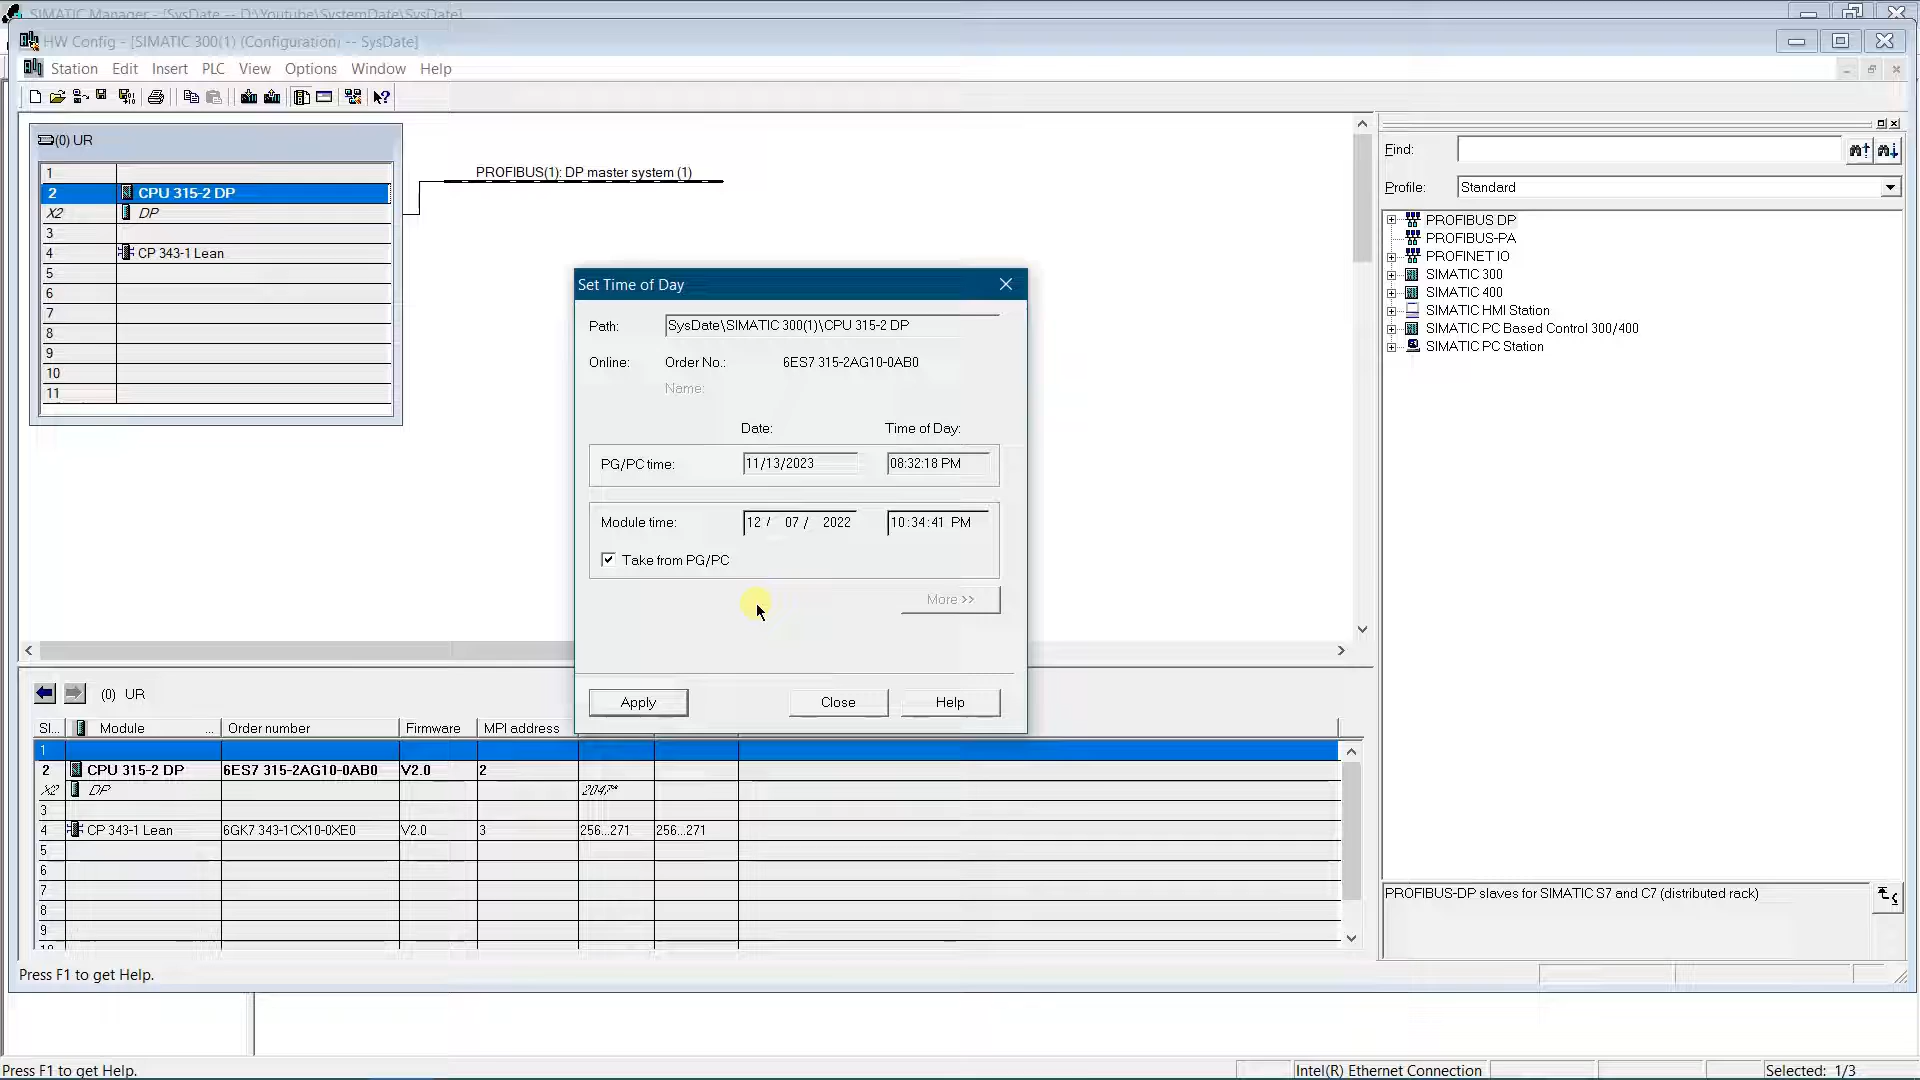 SIMATIC Manager - [SysDate -- D:\Youtube\SystemDate\SysDate]
HW Config - [SIMATIC 300(1) (Configuration) -- SysDate]
Station Edit Insert PLC View Options Window Help
(0) UR
1
2 CPU 315-2 DP
X2 DP
3
4 CP 343-1 Lean
5
6
7
8
9
10
11
PROFIBUS(1): DP master system (1)
Set Time of Day
Path: SysDate\SIMATIC 300(1)\CPU 315-2 DP
Online: Order No.: 6ES7 315-2AG10-0AB0
Name:
Date: Time of Day:
PG/PC time: 11/13/2023 08:32:18 PM
Module time: 12 / 07 / 2022 10:34:41 PM
Take from PG/PC
More >>
Apply Close Help
Find:
Profile: Standard
PROFIBUS DP
PROFIBUS-PA
PROFINET IO
SIMATIC 300
SIMATIC 400
SIMATIC HMI Station
SIMATIC PC Based Control 300/400
SIMATIC PC Station
PROFIBUS-DP slaves for SIMATIC S7 and C7 (distributed rack)
(0) UR
Sl... Module ... Order number Firmware MPI address
1
2 CPU 315-2 DP 6ES7 315-2AG10-0AB0 V2.0 2
X2 DP 2047*
3
4 CP 343-1 Lean 6GK7 343-1CX10-0XE0 V2.0 3 256...271 256...271
5
6
7
8
9
10
Press F1 to get Help.
Press F1 to get Help.
Intel(R) Ethernet Connection Selected: 1/3